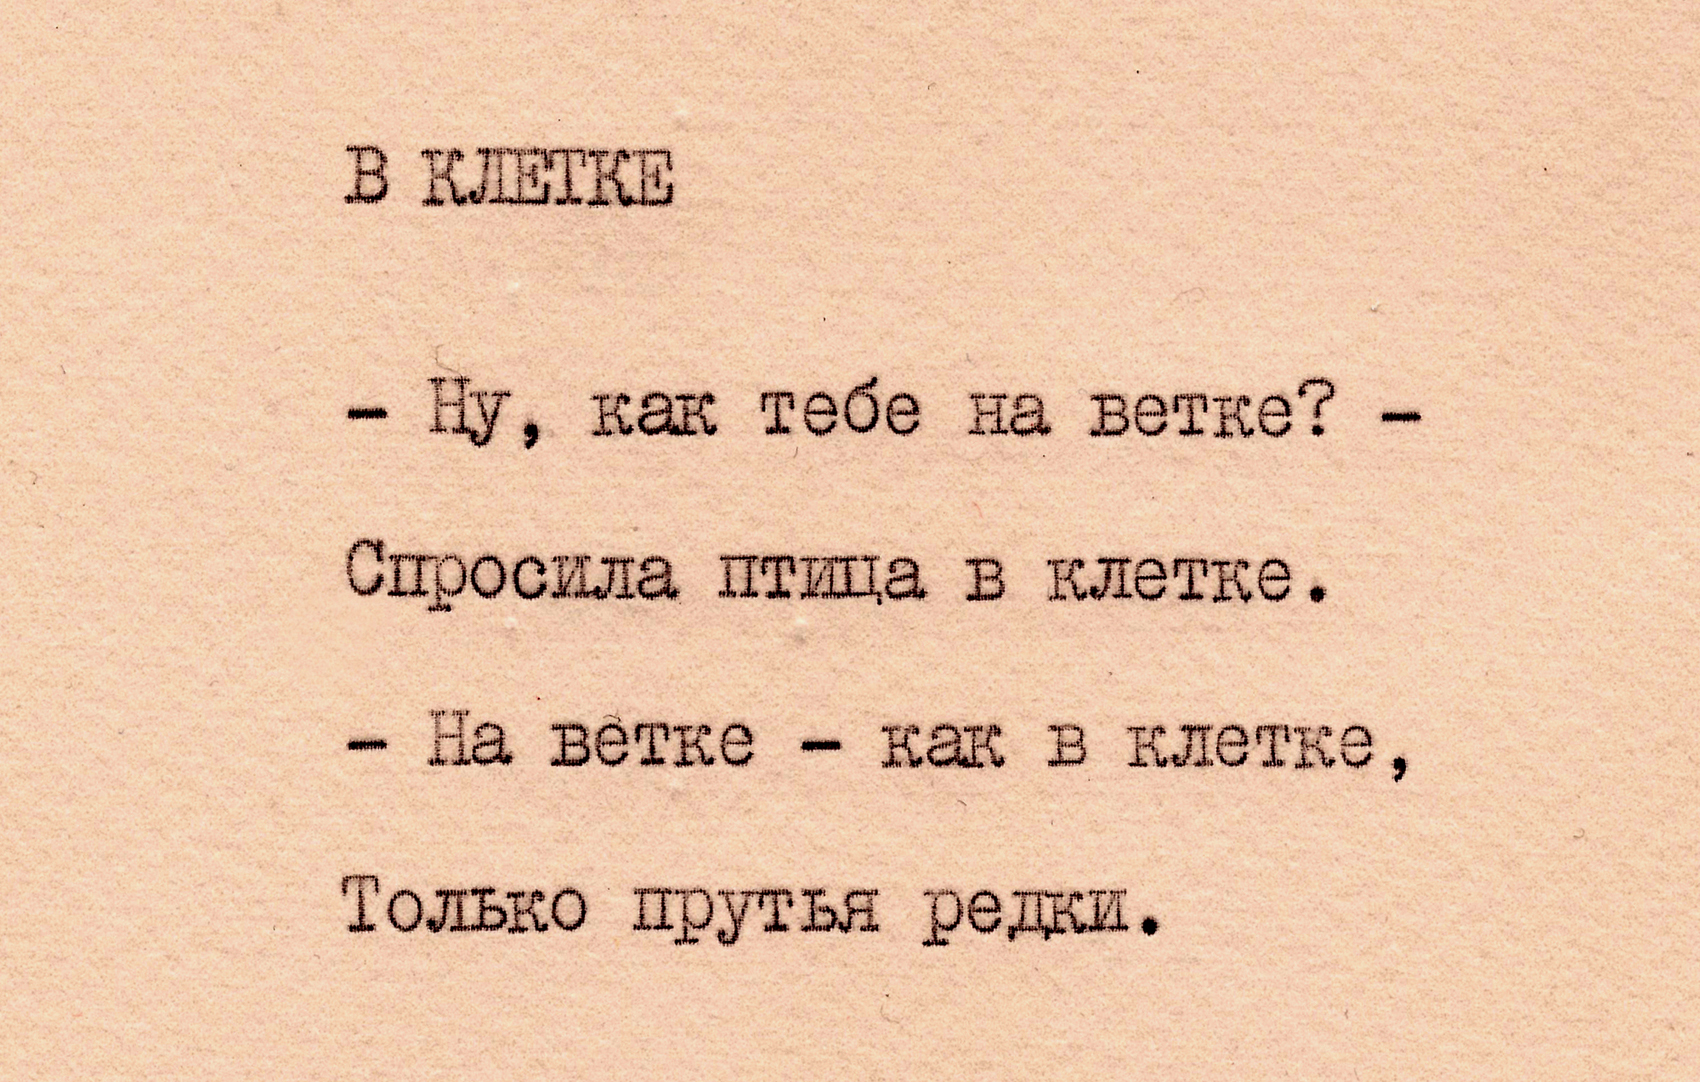 В КЛЕТКЕ
– Ну, как тебе на ветке? –
Спросила птица в клетке.
– На ветке – как в клетке,
Только прутья редки.